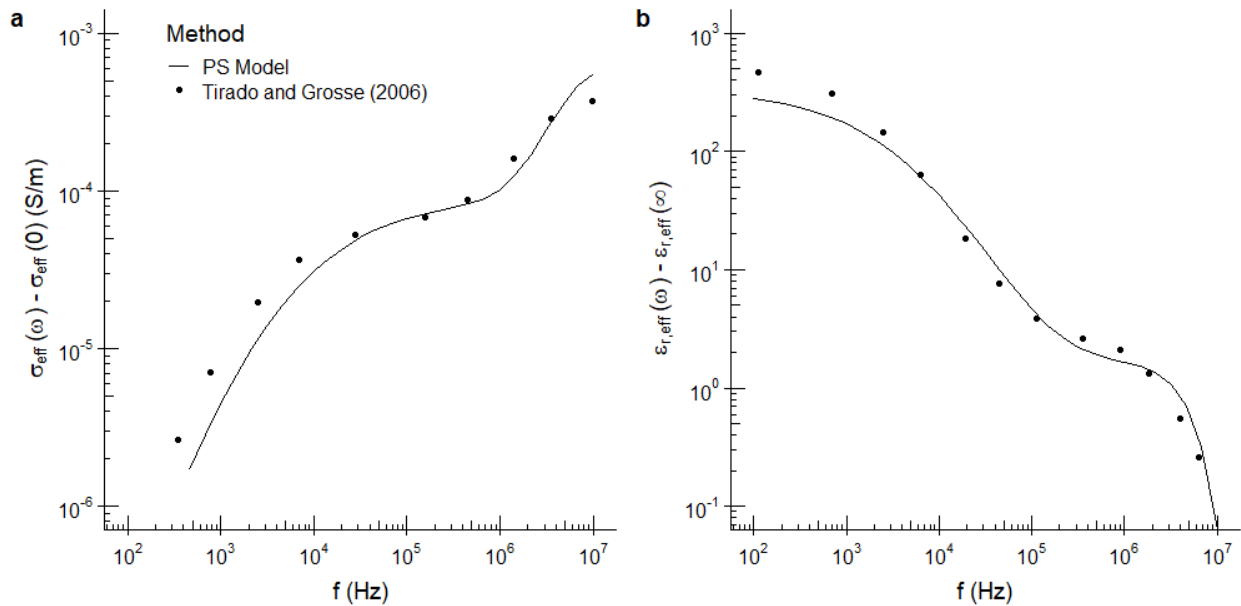 a
Method
PS Model
Tirado and Grosse (2006)
σeff (ω) - σeff (0) (S/m)
10⁻³
10⁻⁴
10⁻⁵
10⁻⁶
10² 10³ 10⁴ 10⁵ 10⁶ 10⁷
f (Hz)
b
εr,eff (ω) - εr,eff (∞)
10³
10²
10¹
10⁰
10⁻¹
10² 10³ 10⁴ 10⁵ 10⁶ 10⁷
f (Hz)